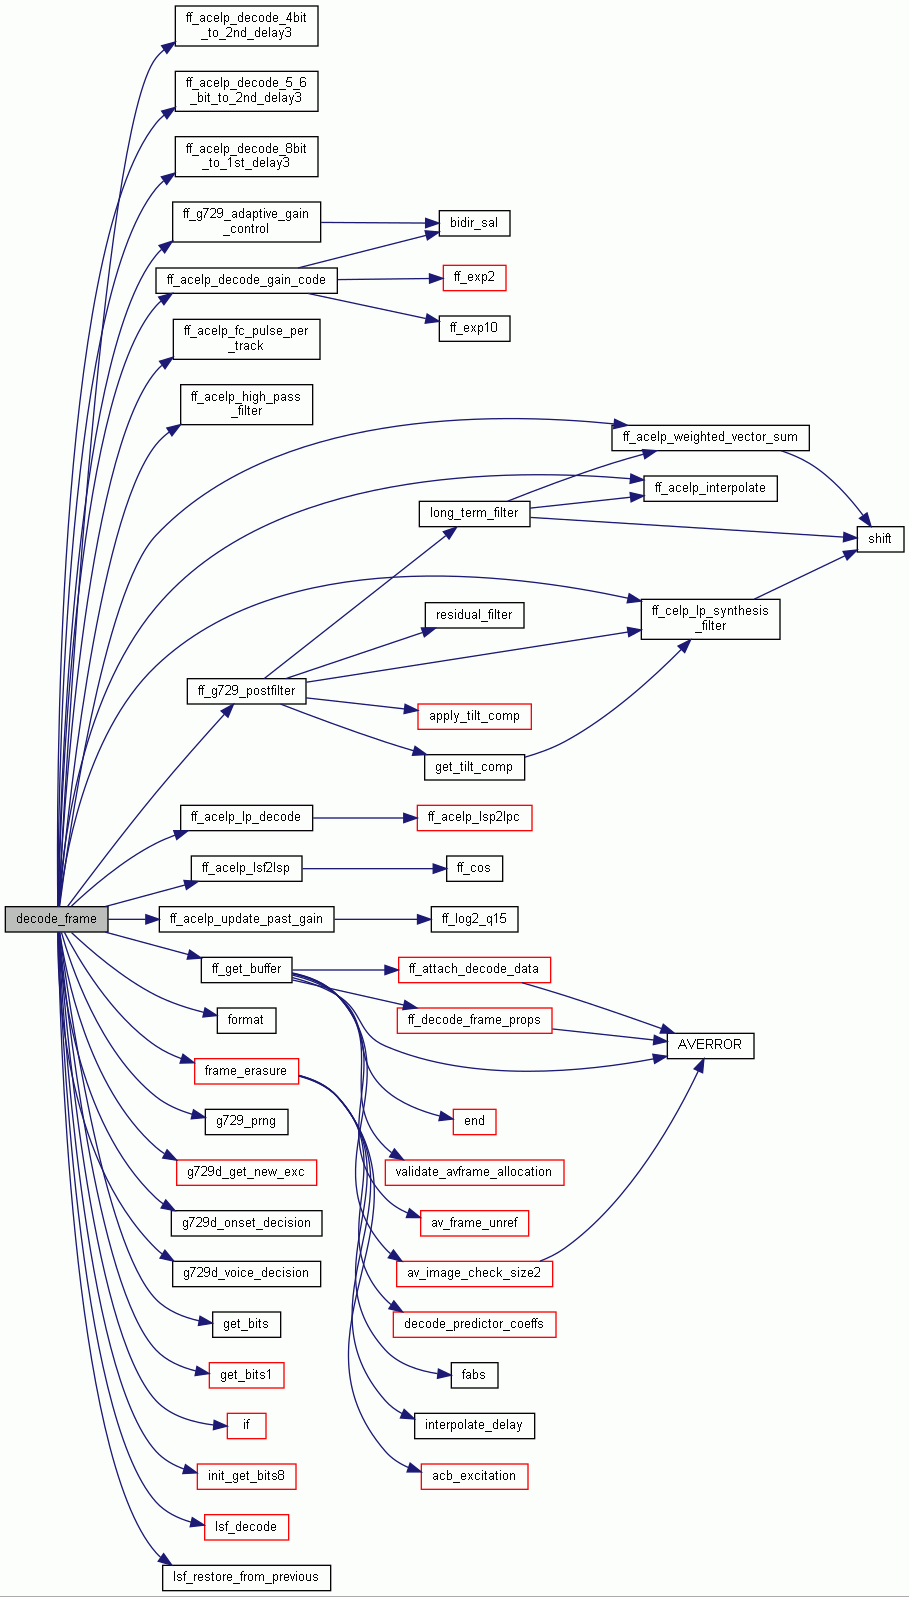 ff_acelp_decode_4bit
_to_2nd_delay3
ff_acelp_decode_5_6
_bit_to_2nd_delay3
ff_acelp_decode_8bit
_to_1st_delay3
ff_g729_adaptive_gain
_control
bidir_sal
ff_acelp_decode_gain_code
ff_exp2
ff_exp10
ff_acelp_fc_pulse_per
_track
ff_acelp_high_pass
_filter
ff_acelp_weighted_vector_sum
ff_acelp_interpolate
long_term_filter
shift
residual_filter
ff_celp_lp_synthesis
_filter
ff_g729_postfilter
apply_tilt_comp
get_tilt_comp
ff_acelp_lp_decode
ff_acelp_lsp2lpc
ff_acelp_lsf2lsp
ff_cos
decode_frame
ff_acelp_update_past_gain
ff_log2_q15
ff_get_buffer
ff_attach_decode_data
format
ff_decode_frame_props
AVERROR
frame_erasure
g729_prng
end
g729d_get_new_exc
validate_avframe_allocation
g729d_onset_decision
av_frame_unref
g729d_voice_decision
av_image_check_size2
get_bits
decode_predictor_coeffs
get_bits1
fabs
if
interpolate_delay
init_get_bits8
acb_excitation
lsf_decode
lsf_restore_from_previous